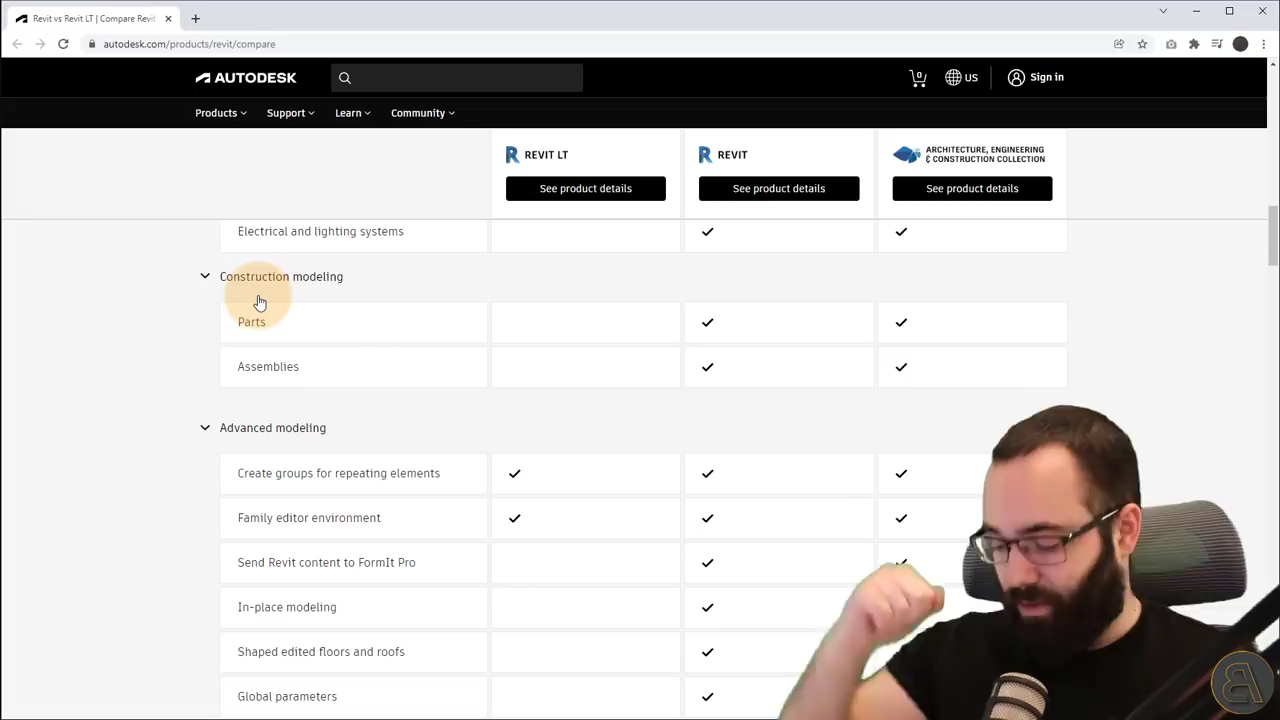 Revit vs Revit LT | Compare Revit
autodesk.com/products/revit/compare
AUTODESK
0
US
Sign in
Products
Support
Learn
Community
REVIT LT
REVIT
ARCHITECTURE, ENGINEERING
& CONSTRUCTION COLLECTION
See product details
See product details
See product details
Electrical and lighting systems
Construction modeling
Parts
Assemblies
Advanced modeling
Create groups for repeating elements
Family editor environment
Send Revit content to FormIt Pro
In-place modeling
Shaped edited floors and roofs
Global parameters